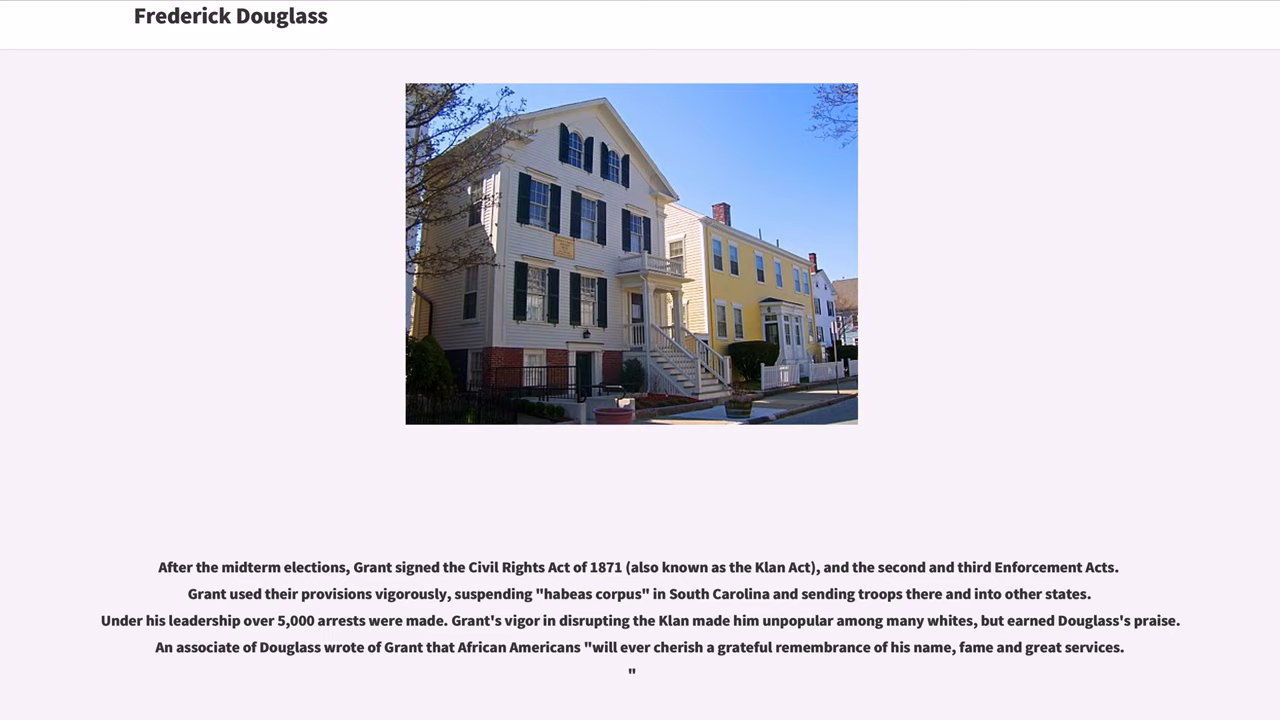 Frederick Douglass
After the midterm elections, Grant signed the Civil Rights Act of 1871 (also known as the Klan Act), and the second and third Enforcement Acts.
Grant used their provisions vigorously, suspending "habeas corpus" in South Carolina and sending troops there and into other states.
Under his leadership over 5,000 arrests were made. Grant's vigor in disrupting the Klan made him unpopular among many whites, but earned Douglass's praise.
An associate of Douglass wrote of Grant that African Americans "will ever cherish a grateful remembrance of his name, fame and great services.
"